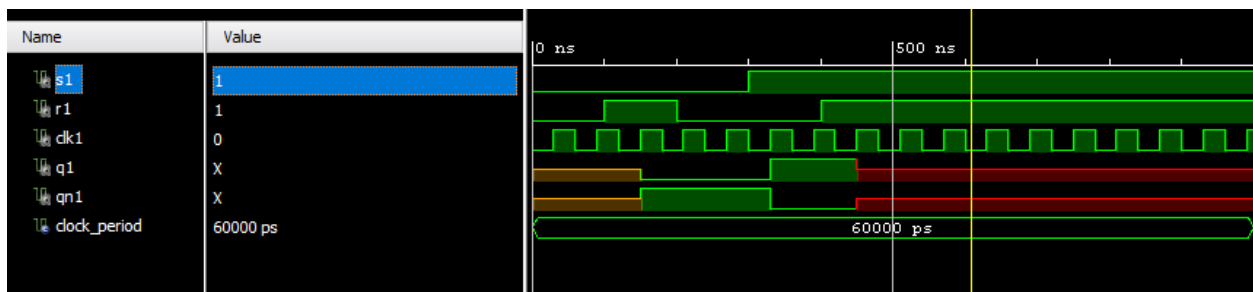 Name Value
0 ns 500 ns
s1 1
r1 1
clk1 0
q1 X
qn1 X
clock_period 60000 ps 60000 ps